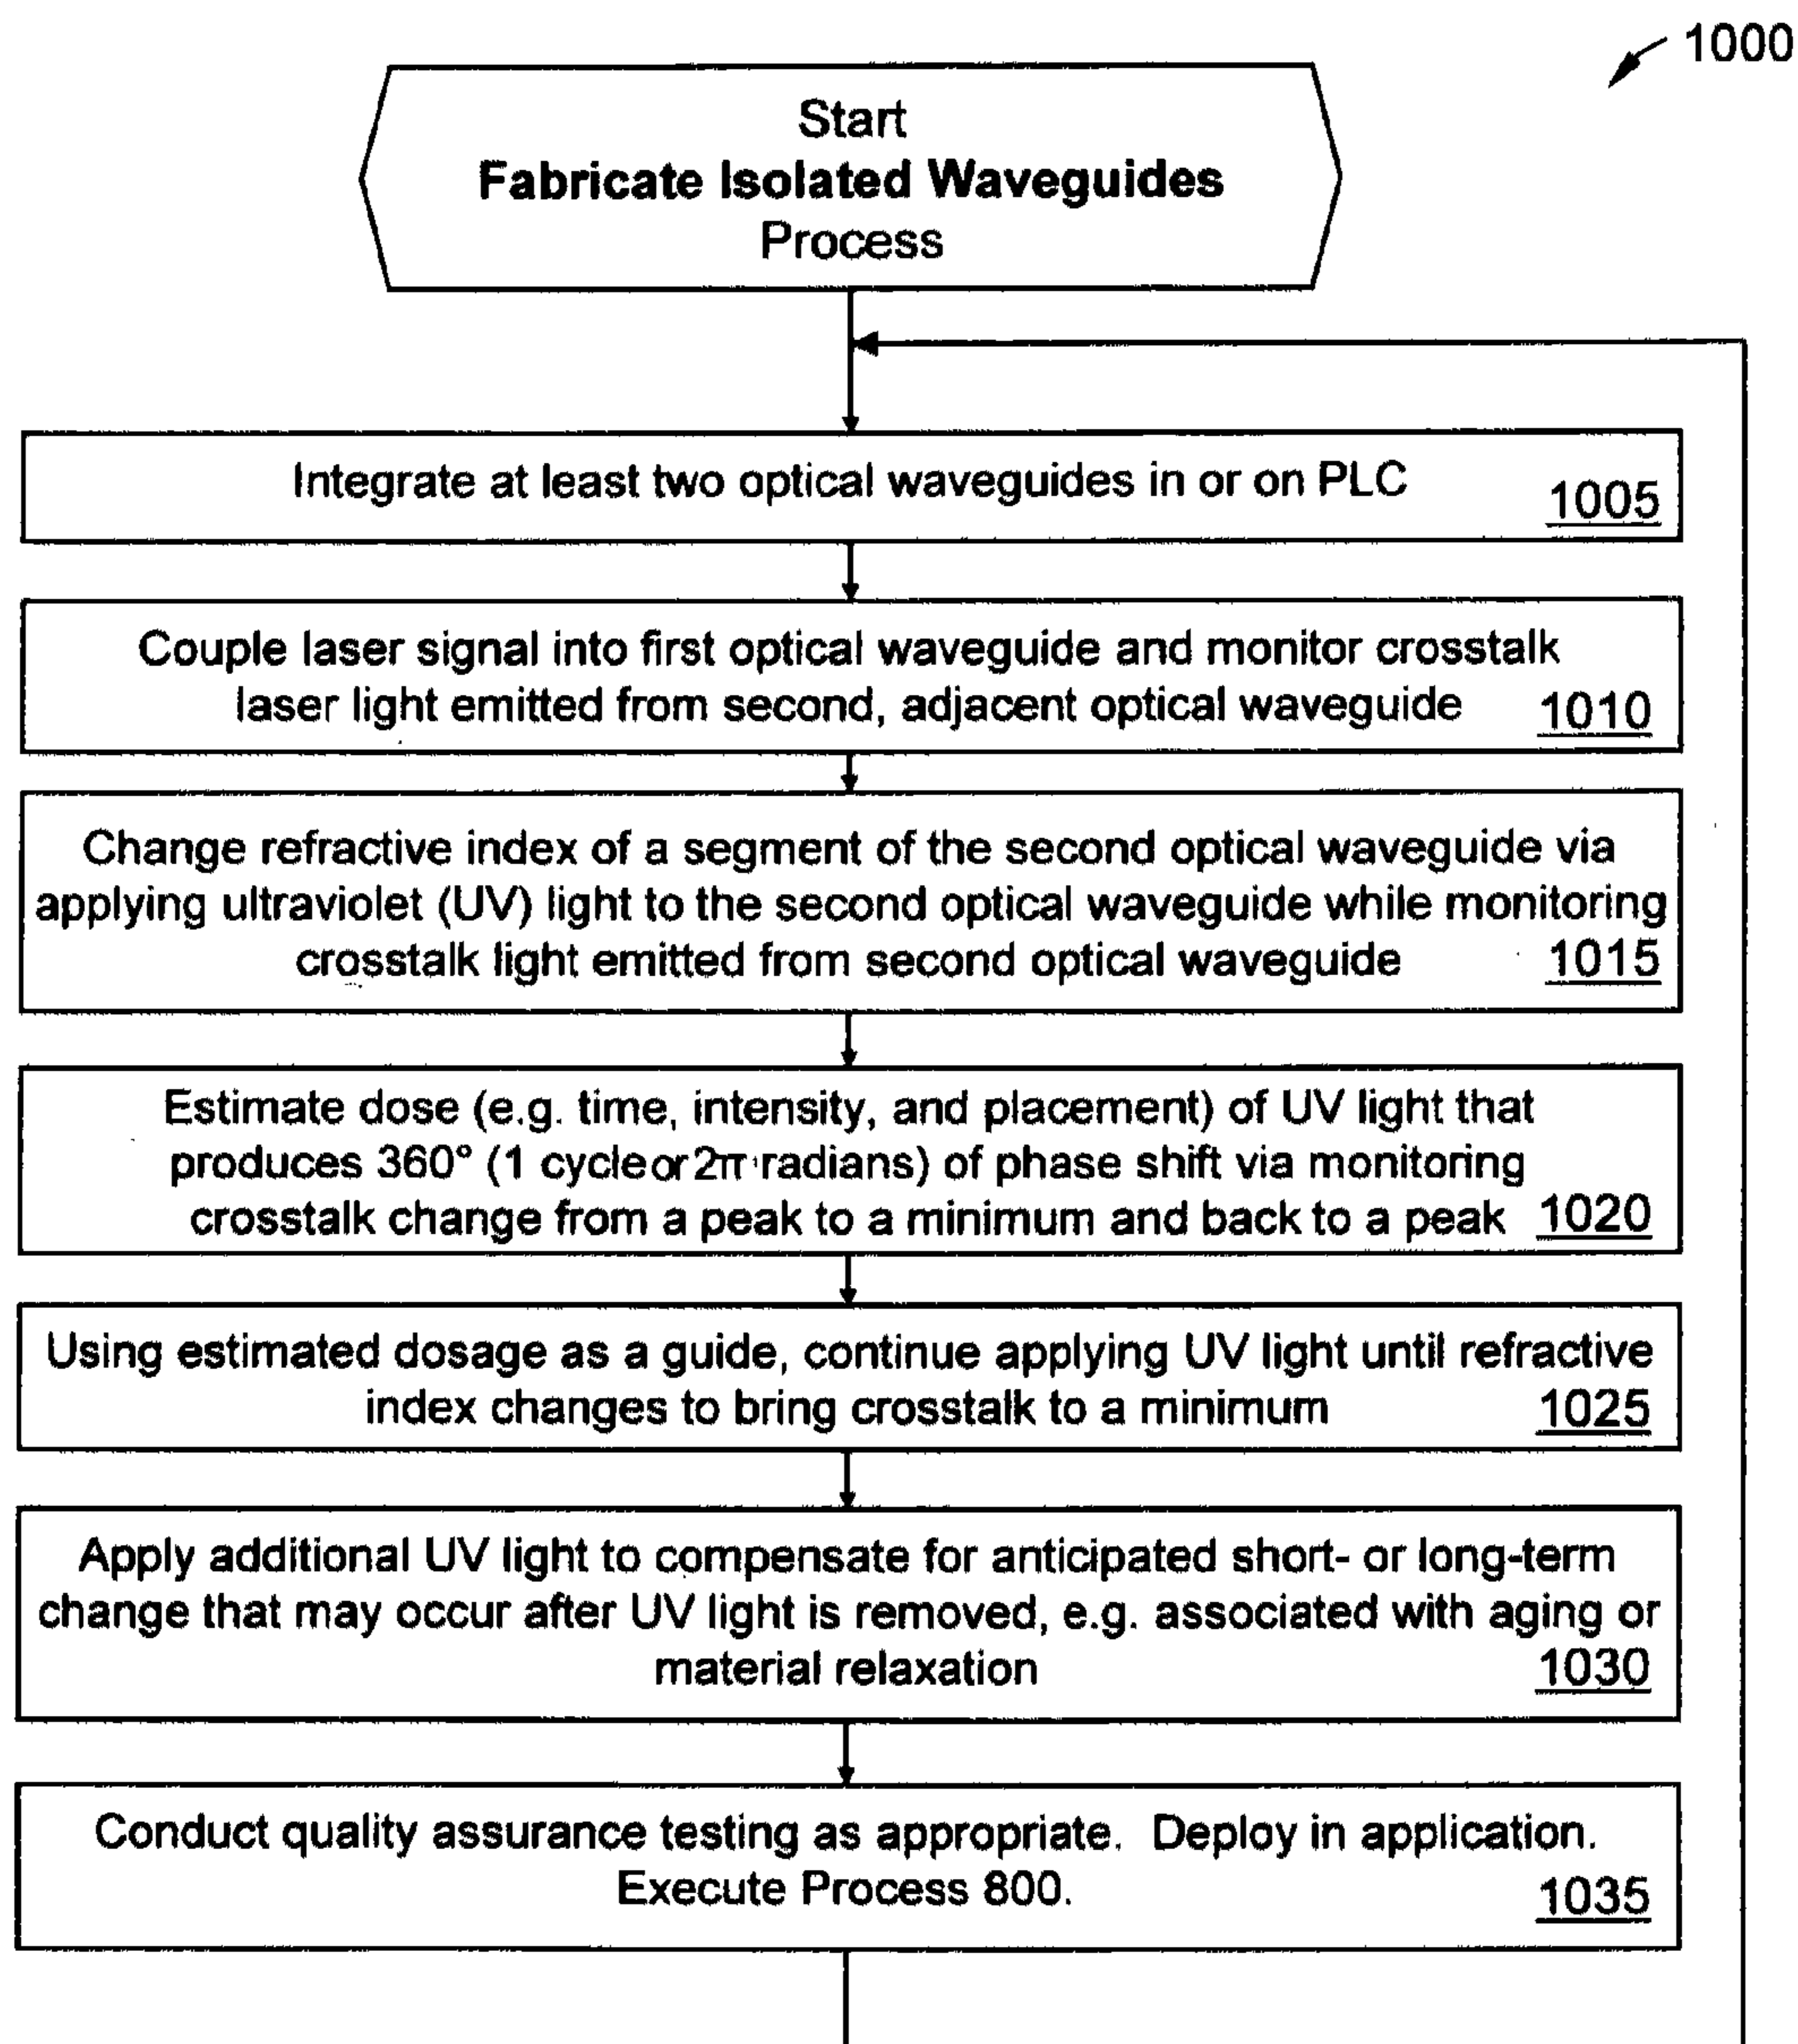 1000
Start
Fabricate Isolated Waveguides
Process
Integrate at least two optical waveguides in or on PLC
1005
Couple laser signal into first optical waveguide and monitor crosstalk
laser light emitted from second, adjacent optical waveguide 1010
Change refractive index of a segment of the second optical waveguide via
applying ultraviolet (UV) light to the second optical waveguide while monitoring
crosstalk light emitted from second optical waveguide 1015
Estimate dose (e.g. time, intensity, and placement) of UV light that
produces 360° (1 cycle or 2π radians) of phase shift via monitoring
crosstalk change from a peak to a minimum and back to a peak 1020
Using estimated dosage as a guide, continue applying UV light until refractive
index changes to bring crosstalk to a minimum 1025
Apply additional UV light to compensate for anticipated short- or long-term
change that may occur after UV light is removed, e.g. associated with aging or
material relaxation 1030
Conduct quality assurance testing as appropriate. Deploy in application.
Execute Process 800. 1035